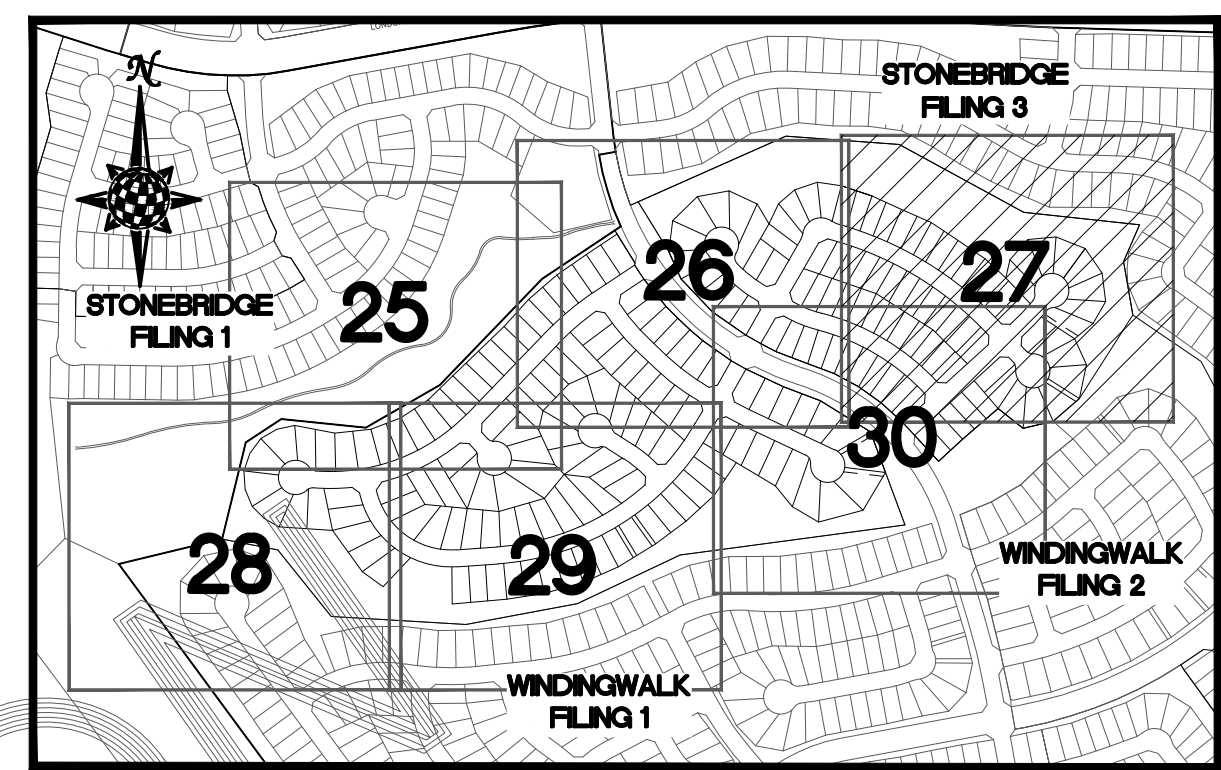 N
STONEBRIDGE
FILING 3
26
27
25
STONEBRIDGE
FILING 1
30
28
29
WINDINGWALK
FILING 2
WINDINGWALK
FILING 1